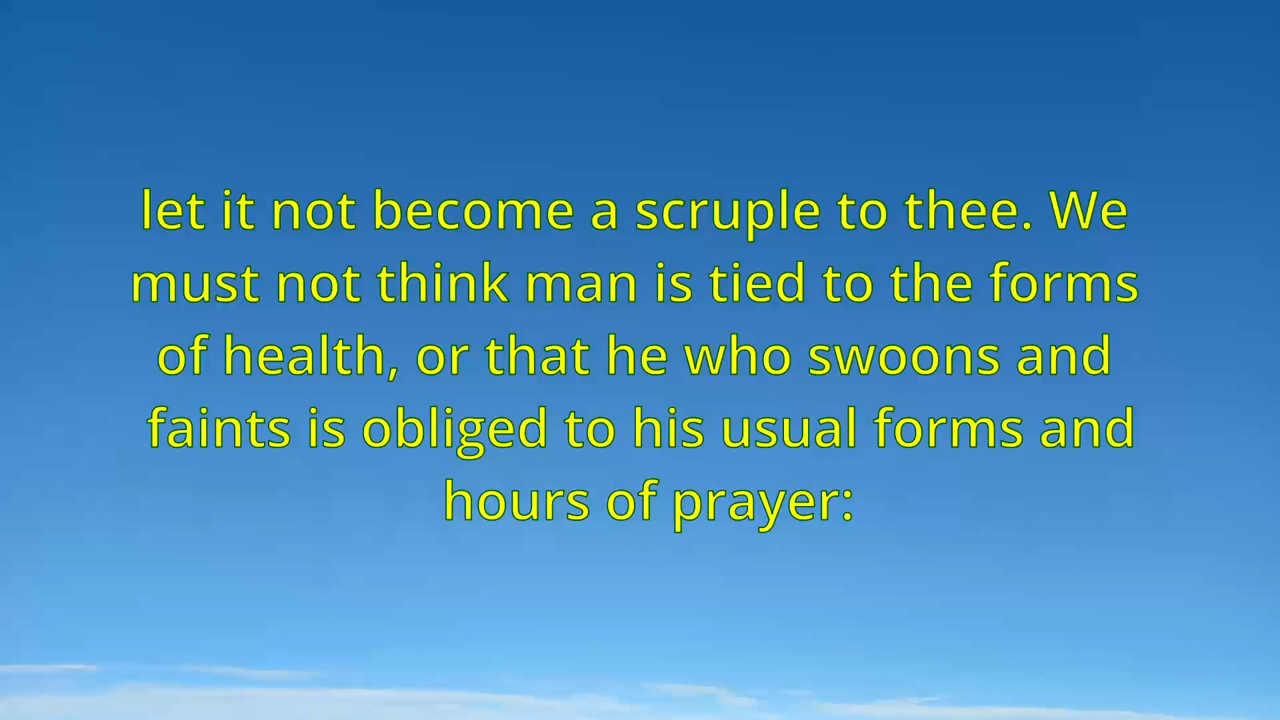 let it not become a scruple to thee. We
must not think man is tied to the forms
of health, or that he who swoons and
faints is obliged to his usual forms and
hours of prayer: